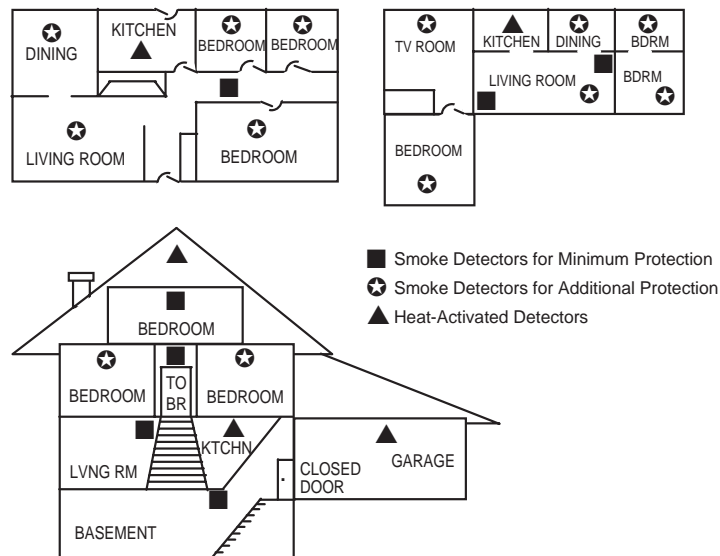 KITCHEN
DINING
BEDROOM
BEDROOM
LIVING ROOM
BEDROOM
TV ROOM
KITCHEN
DINING
BDRM
LIVING ROOM
BDRM
BEDROOM
Smoke Detectors for Minimum Protection
Smoke Detectors for Additional Protection
Heat-Activated Detectors
BEDROOM
BEDROOM
TO
BR
BEDROOM
LVNG RM
KTCHN
CLOSED
DOOR
GARAGE
BASEMENT